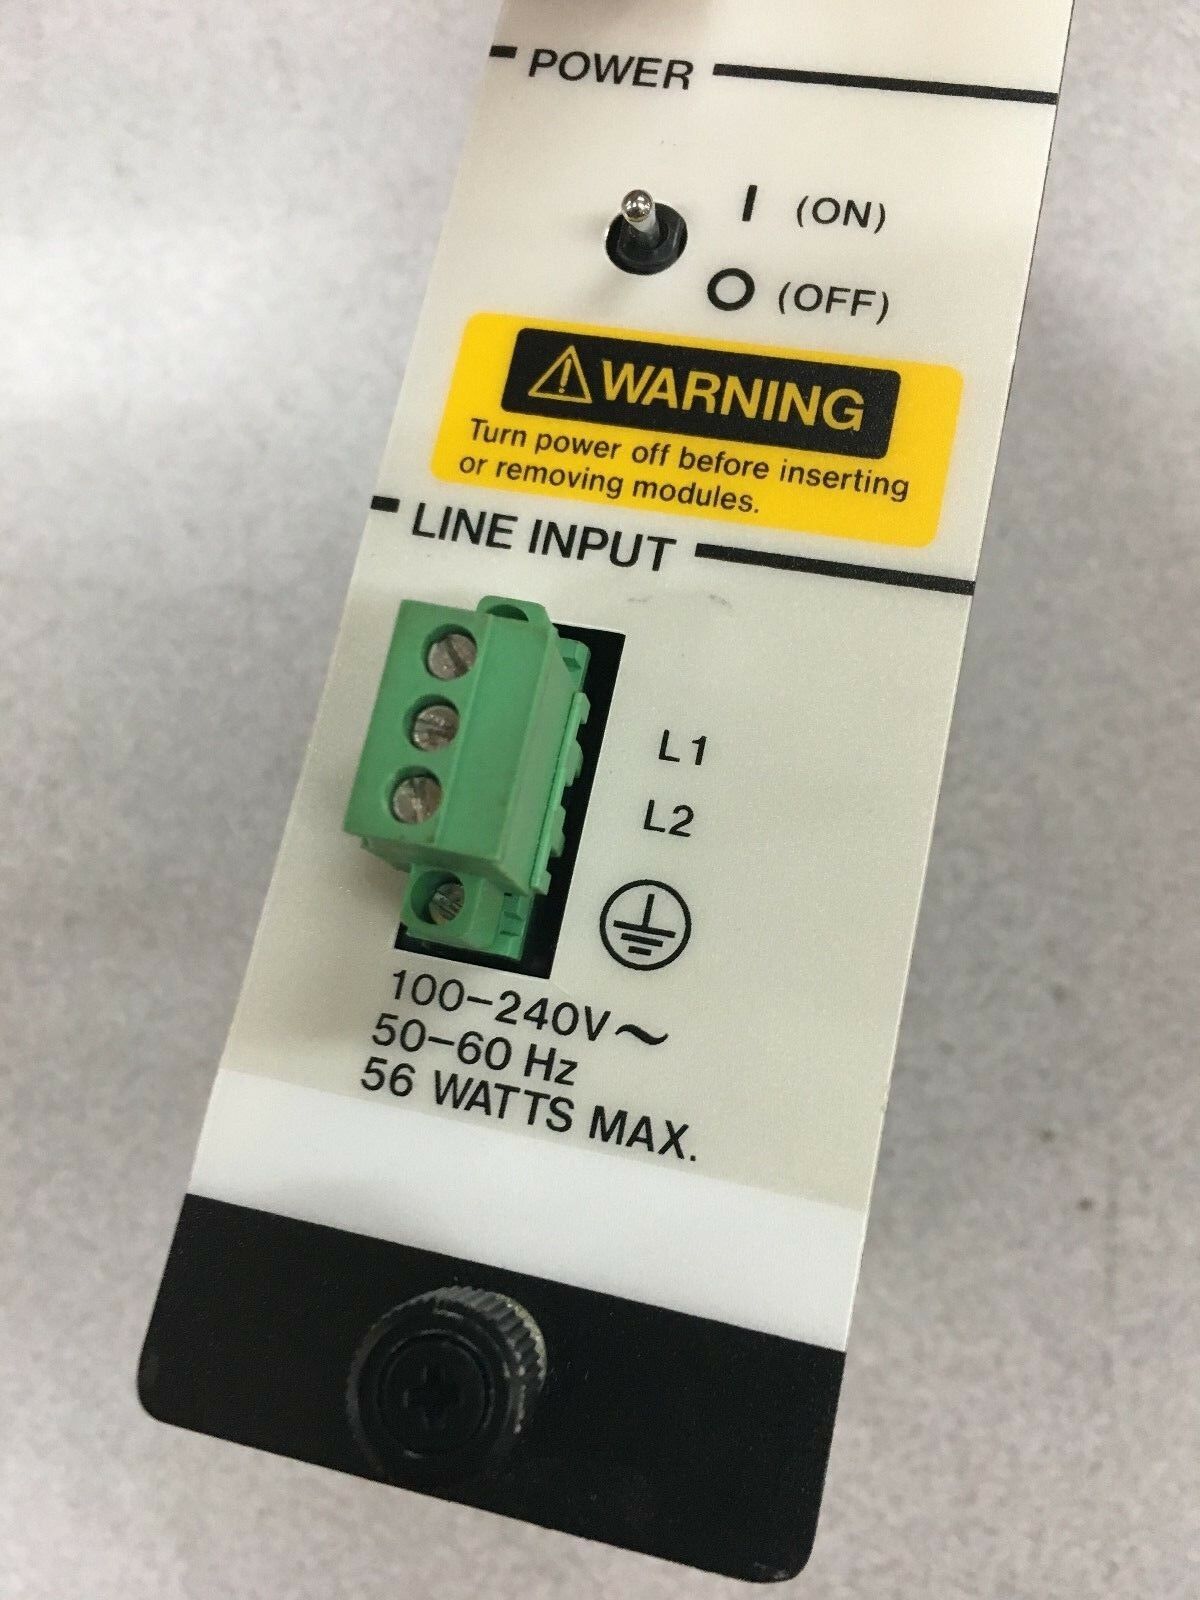 POWER
I (ON)
O (OFF)
WARNING
Turn power off before inserting
or removing modules.
LINE INPUT
L1
L2
100–240V~
50–60 Hz
56 WATTS MAX.